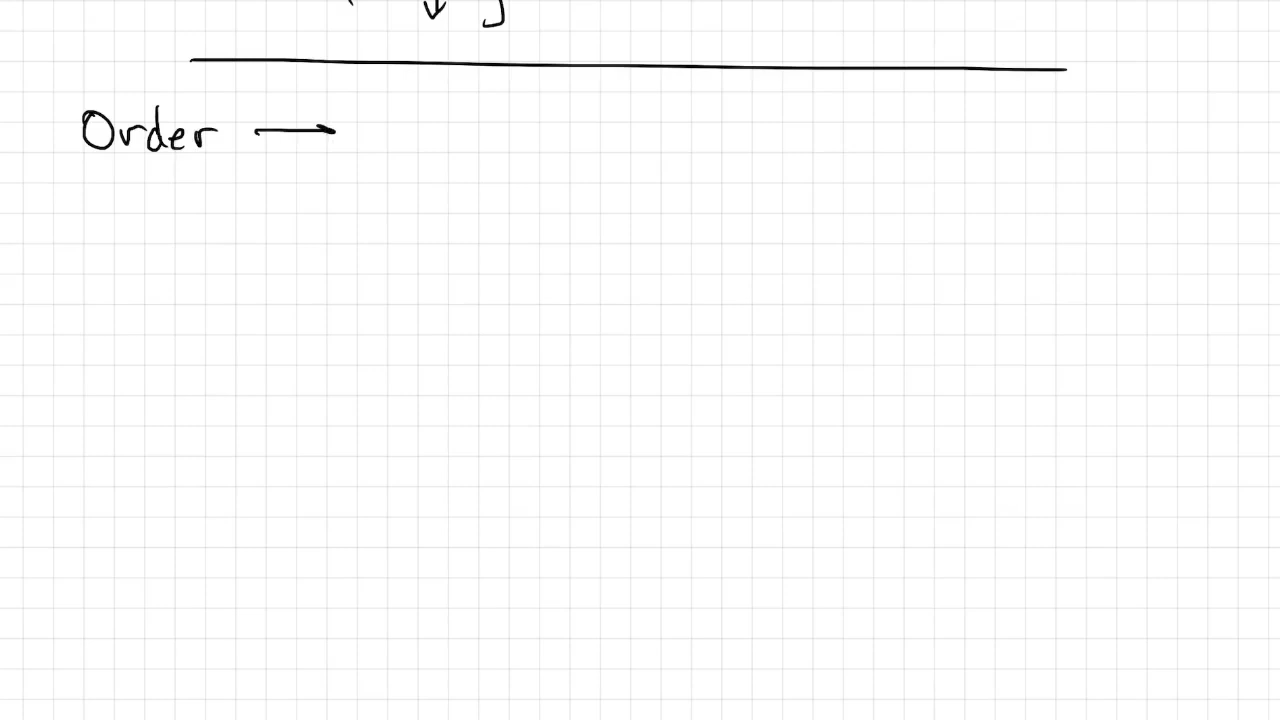 Order →